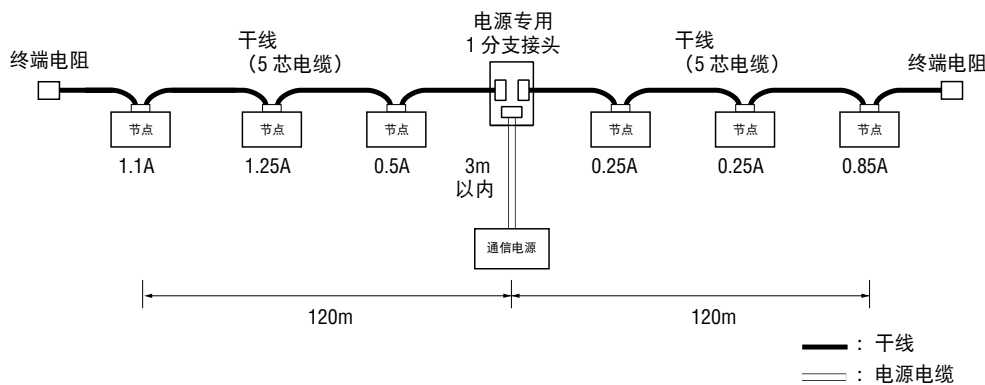 电源专用
1 分支接头
干线
（5 芯电缆）
干线
（5 芯电缆）
终端电阻
终端电阻
节点
节点
节点
节点
节点
节点
1.1A
1.25A
0.5A
3m
以内
0.25A
0.25A
0.85A
通信电源
120m
120m
： 干线
： 电源电缆